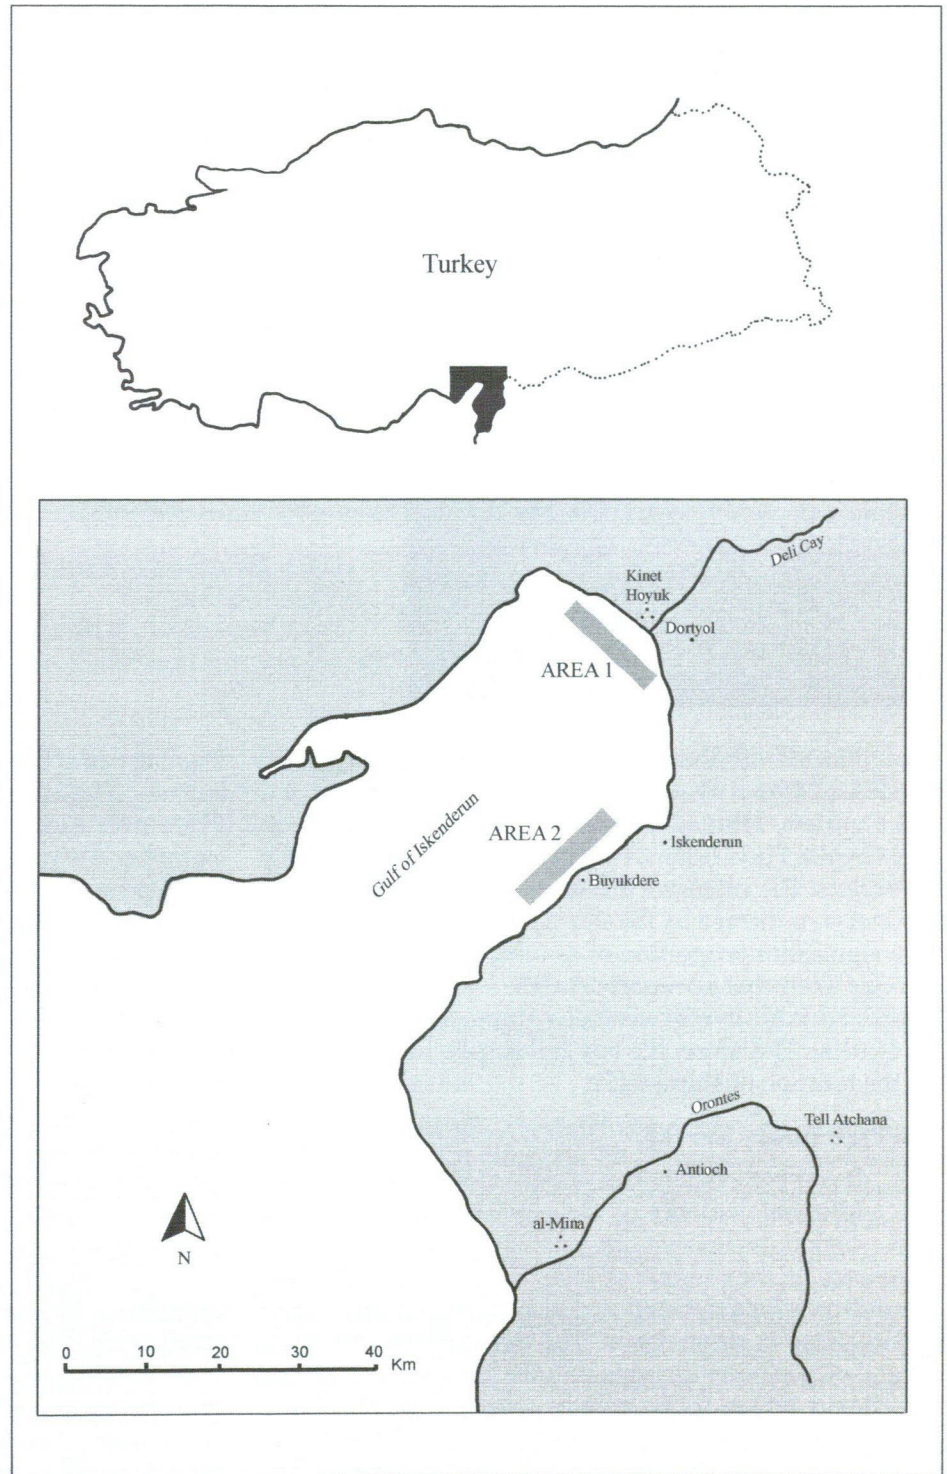 Turkey
Deli Cay
Kinet
Hoyuk
Dortyol
AREA 1
Gulf of Iskenderun
AREA 2
Iskenderun
Buyukdere
Orontes
Tell Atchana
Antioch
al-Mina
N
0 10 20 30 40 Km